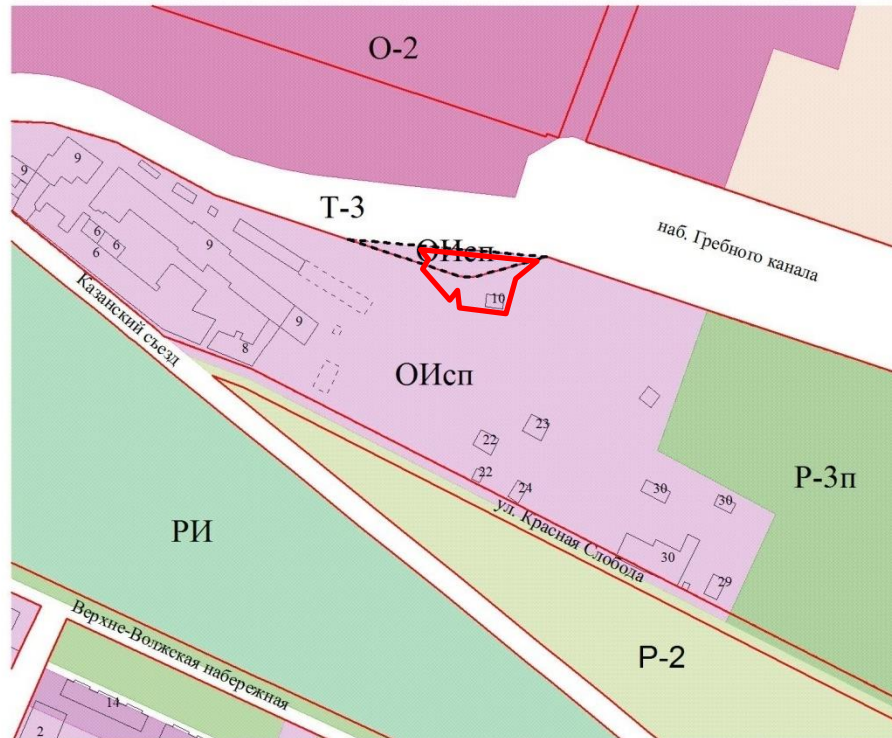 О-2
9
9
Т-3
6
6
6
9
ОИсп
наб. Гребного канала
10
9
8
Казанский съезд
ОИсп
23
22
22
24
30
30
Р-3п
ул. Красная Слобода
РИ
30
29
Верхне-Волжская набережная
Р-2
14
2